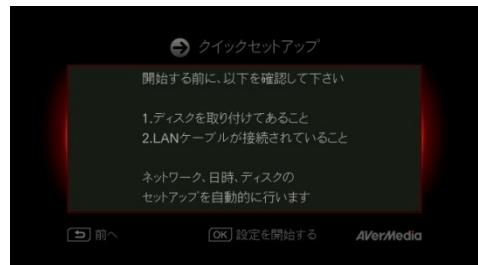 クイックセットアップ
開始する前に、以下を確認して下さい
1.ディスクを取り付けてあること
2.LANケーブルが接続されていること
ネットワーク、日時、ディスクの
セットアップを自動的に行います
前へ OK 設定を開始する AVerMedia